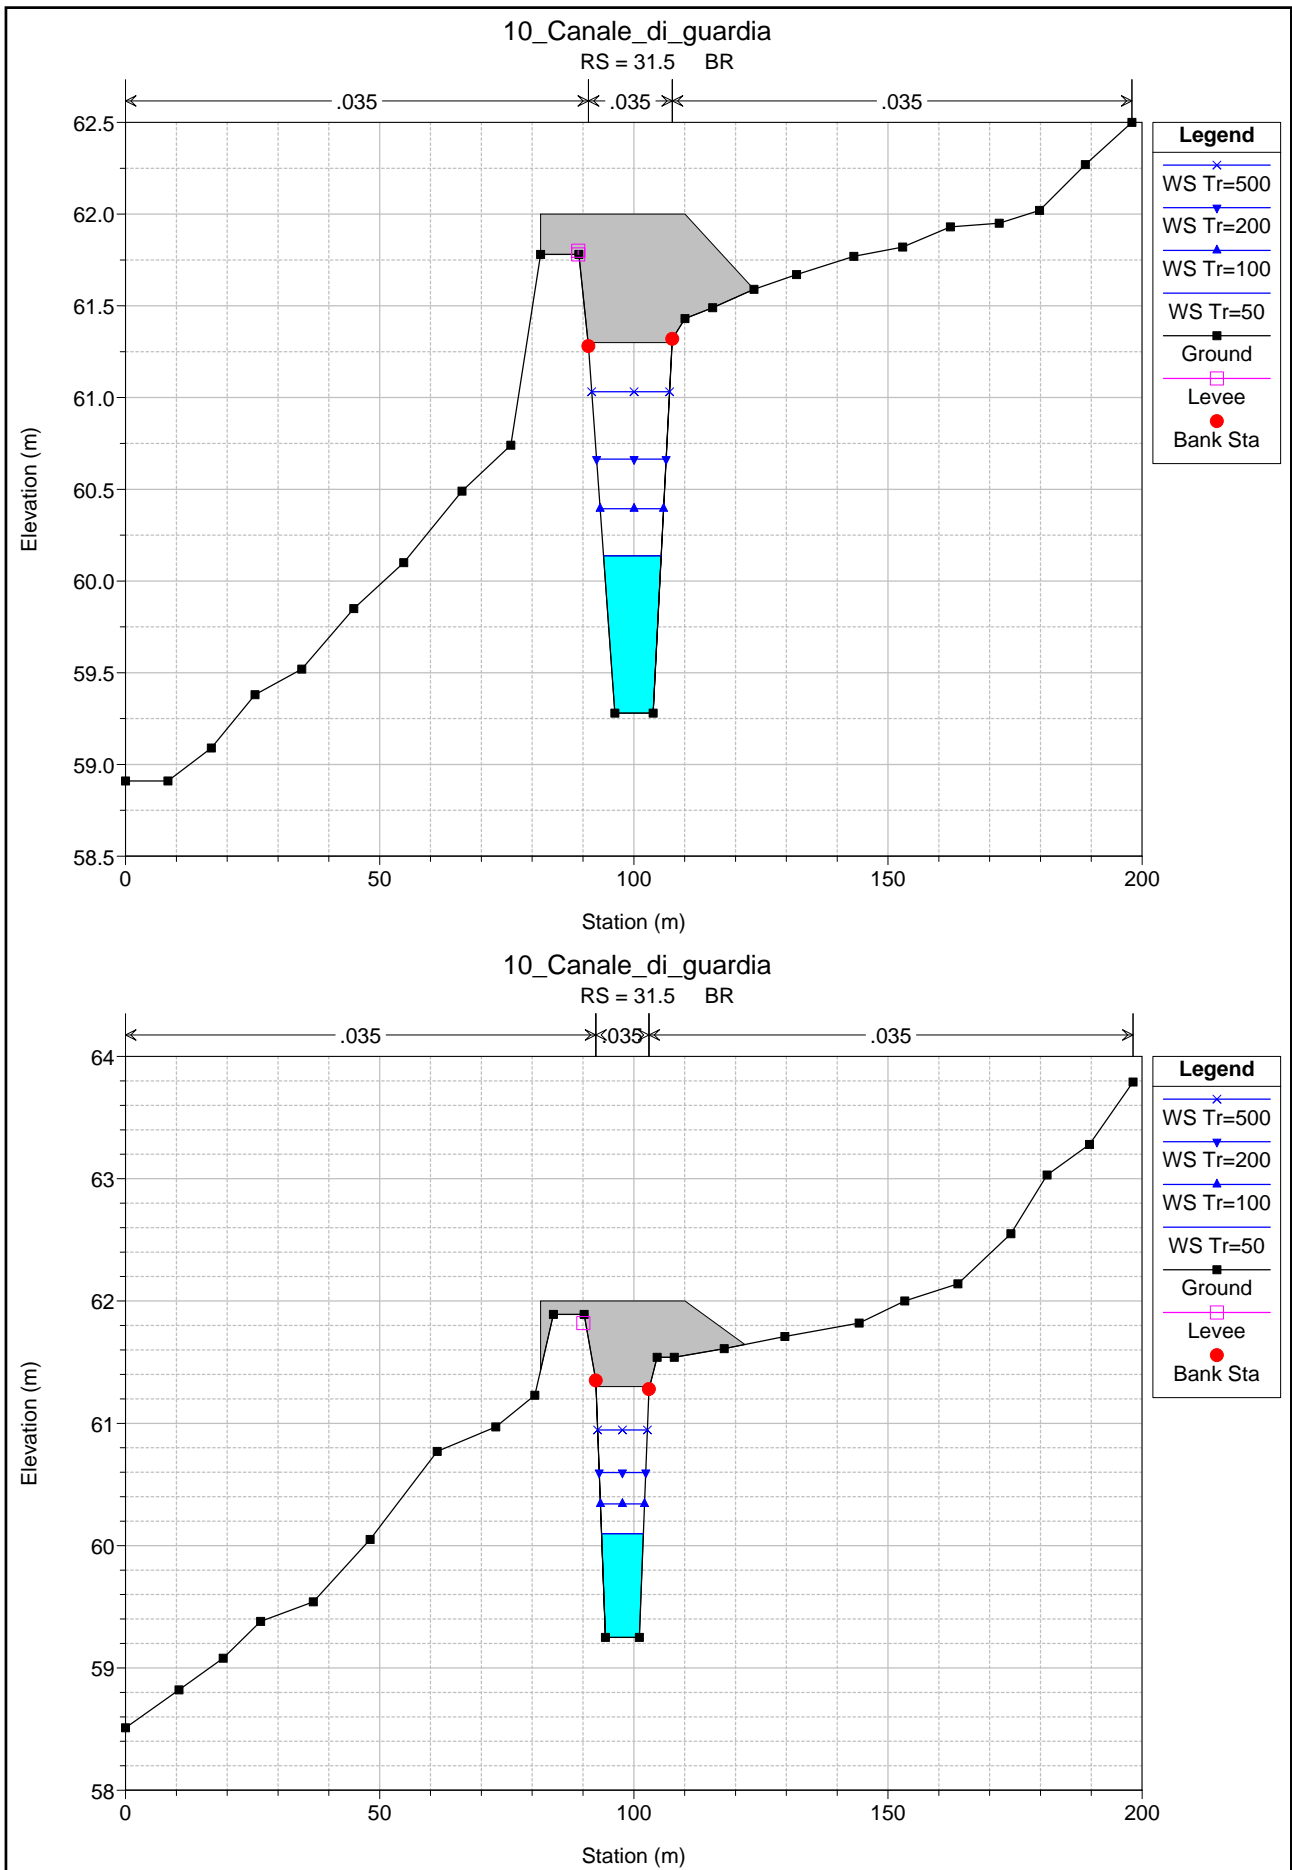 10_Canale_di_guardia
RS = 31.5 BR
.035
.035
.035
62.5
62.0
61.5
61.0
60.5
60.0
59.5
59.0
58.5
Elevation (m)
0
50
100
150
200
Station (m)
Legend
WS Tr=500
WS Tr=200
WS Tr=100
WS Tr=50
Ground
Levee
Bank Sta
10_Canale_di_guardia
RS = 31.5 BR
.035
.035
.035
64
63
62
61
60
59
58
Elevation (m)
0
50
100
150
200
Station (m)
Legend
WS Tr=500
WS Tr=200
WS Tr=100
WS Tr=50
Ground
Levee
Bank Sta